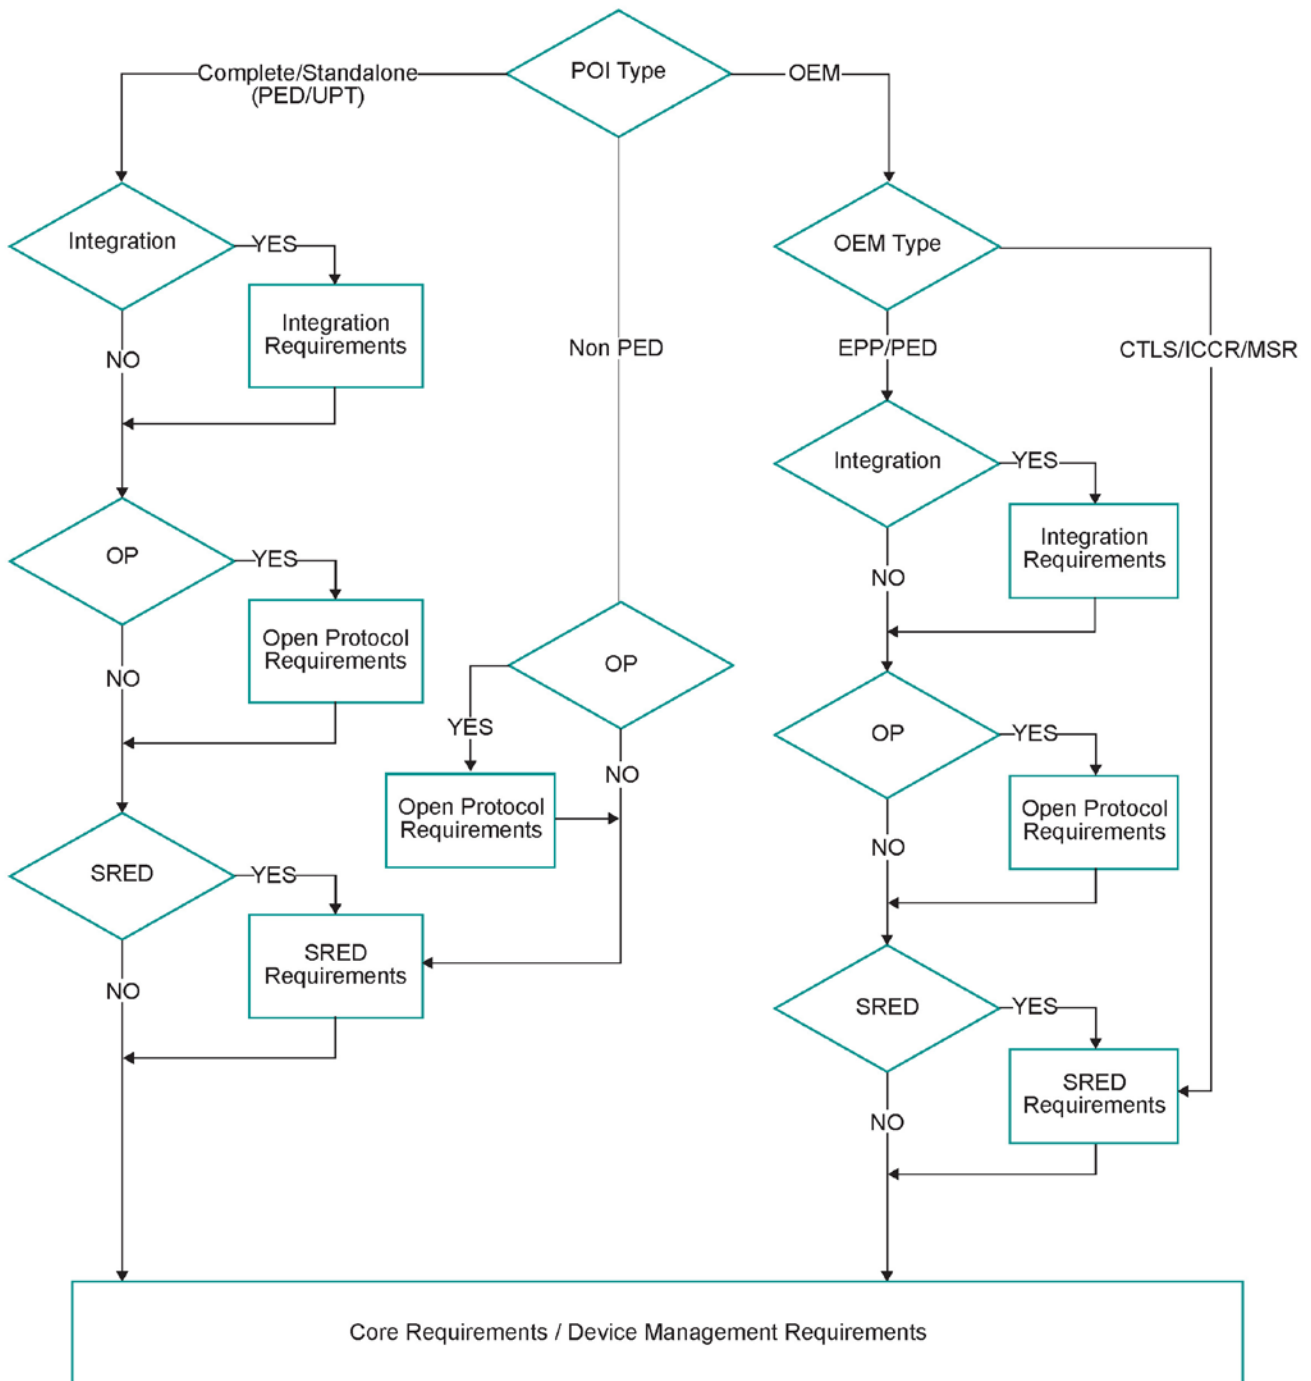 POI Type
Complete/Standalone
(PED/UPT)
OEM
Integration
YES
Integration
Requirements
NO
OEM Type
Non PED
EPP/PED
CTLS/ICCR/MSR
Integration
YES
Integration
Requirements
NO
OP
YES
Open Protocol
Requirements
NO
OP
YES
NO
Open Protocol
Requirements
OP
YES
Open Protocol
Requirements
NO
SRED
YES
SRED
Requirements
NO
SRED
YES
SRED
Requirements
NO
Core Requirements / Device Management Requirements